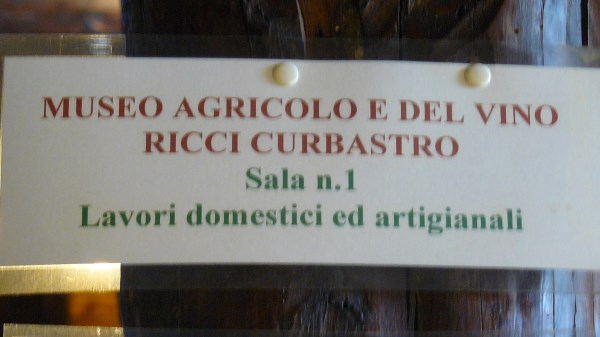 MUSEO AGRICOLO E DEL VINO
RICCI CURBASTRO
Sala n.1
Lavori domestici ed artigianali